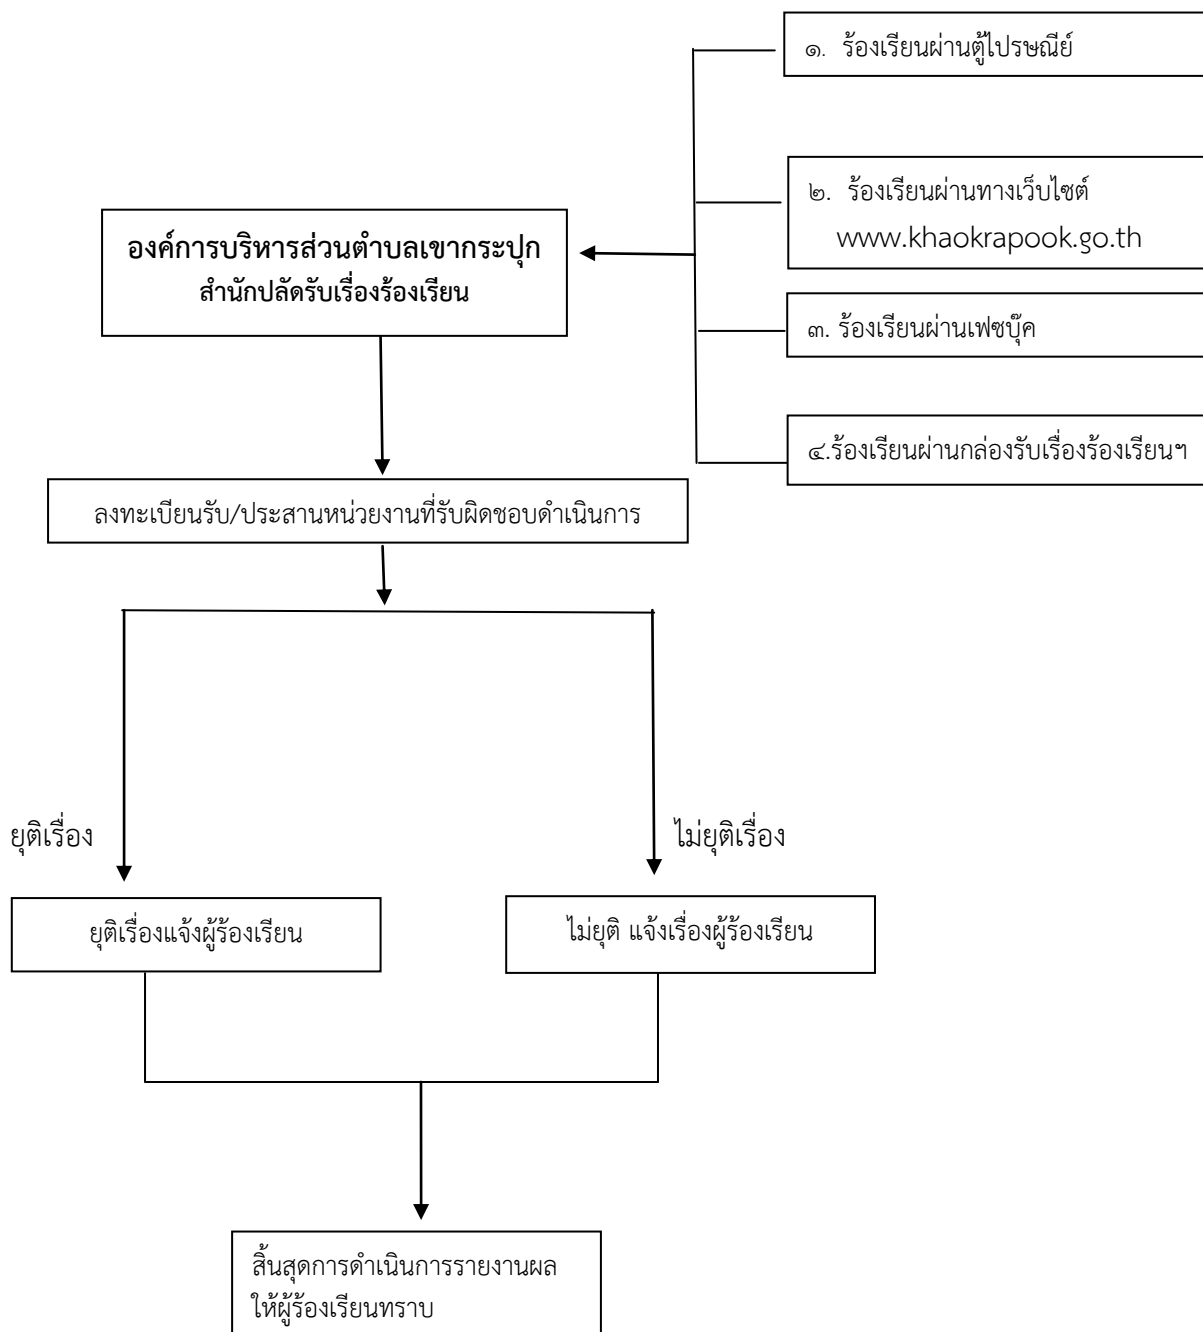 ๑. ร้องเรียนผ่านตู้ไปรษณีย์
๒. ร้องเรียนผ่านทางเว็บไซต์
www.khaokrapook.go.th
องค์การบริหารส่วนตำบลเขากระปุก
สำนักปลัดรับเรื่องร้องเรียน
๓. ร้องเรียนผ่านเฟซบุ๊ค
๔.ร้องเรียนผ่านกล่องรับเรื่องร้องเรียนฯ
ลงทะเบียนรับ/ประสานหน่วยงานที่รับผิดชอบดำเนินการ
ยุติเรื่อง
ไม่ยุติเรื่อง
ยุติเรื่องแจ้งผู้ร้องเรียน
ไม่ยุติ แจ้งเรื่องผู้ร้องเรียน
สิ้นสุดการดำเนินการรายงานผล
ให้ผู้ร้องเรียนทราบ